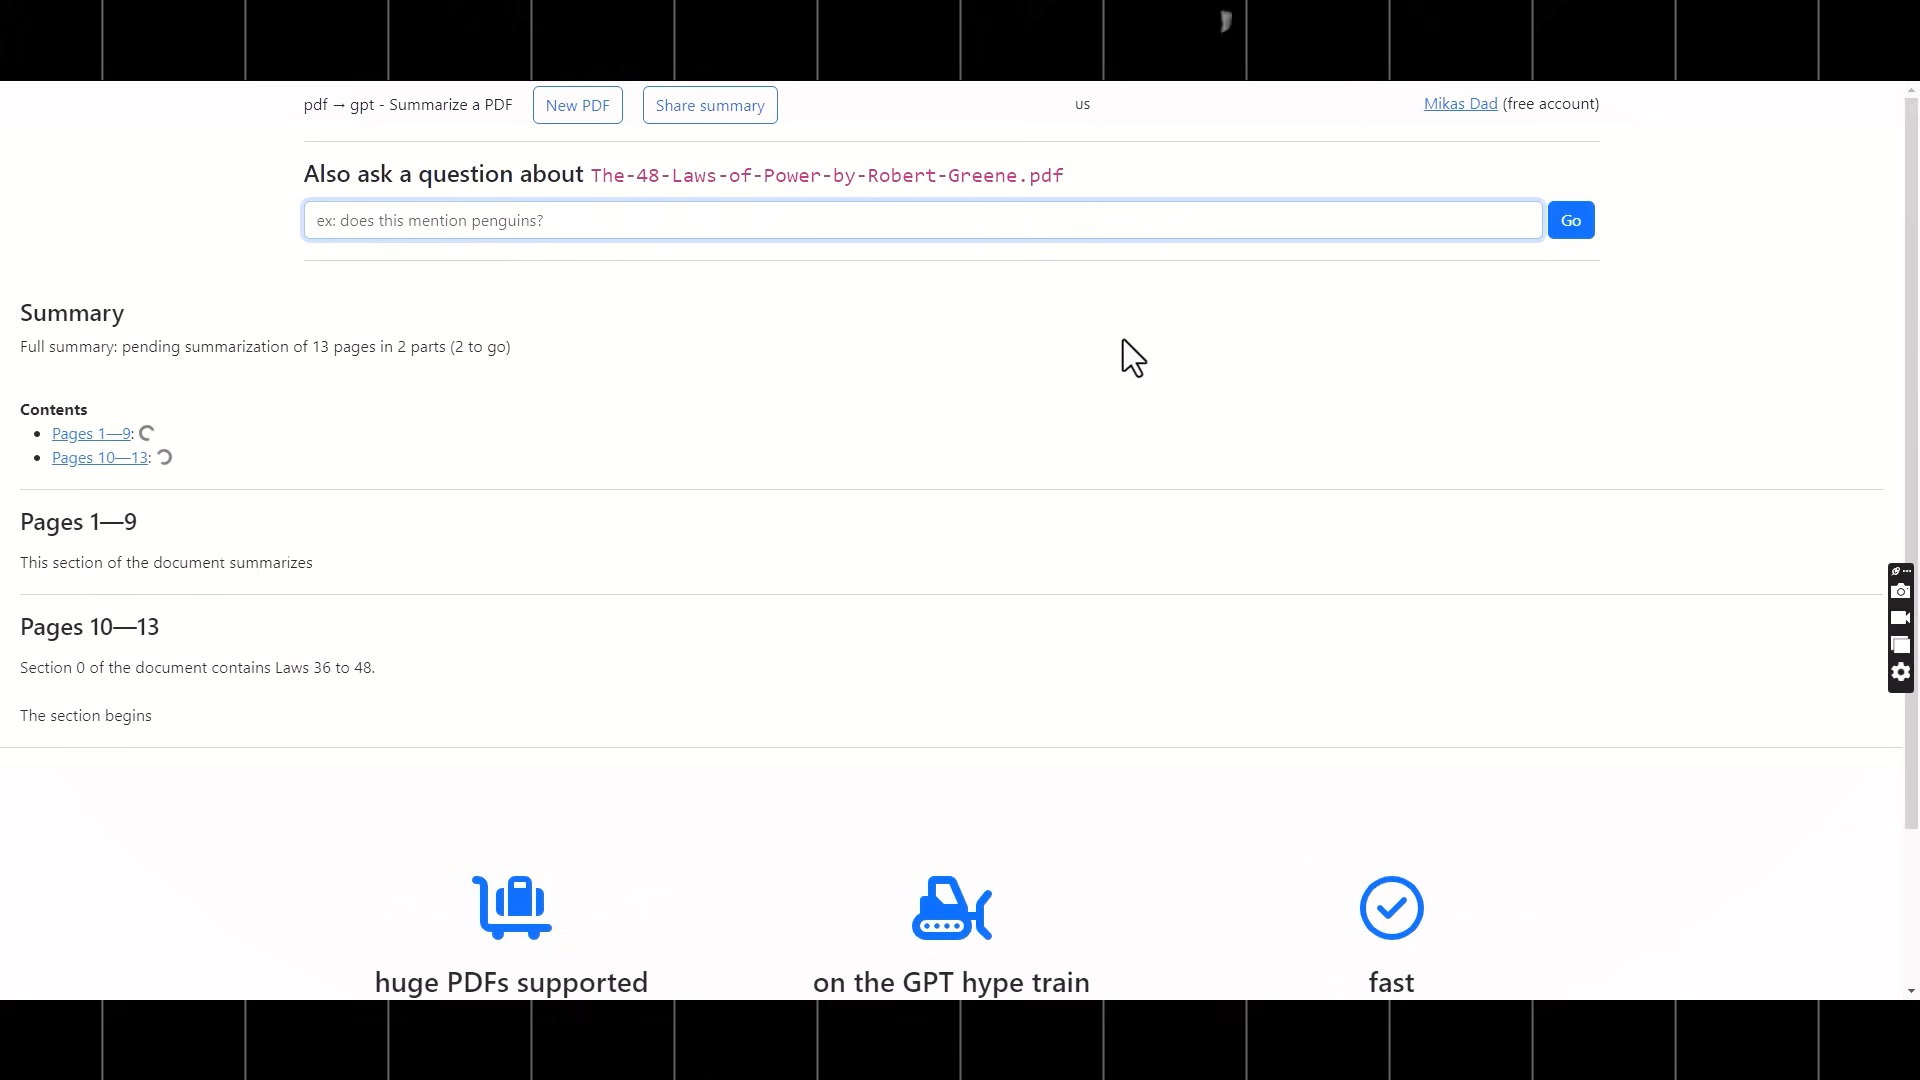 pdf → gpt - Summarize a PDF New PDF Share summary us Mikas Dad (free account)
Also ask a question about The-48-Laws-of-Power-by-Robert-Greene.pdf
ex: does this mention penguins? Go
Summary
Full summary: pending summarization of 13 pages in 2 parts (2 to go)
Contents
• Pages 1—9:
• Pages 10—13:
Pages 1—9
This section of the document summarizes
Pages 10—13
Section 0 of the document contains Laws 36 to 48.
The section begins
huge PDFs supported on the GPT hype train fast